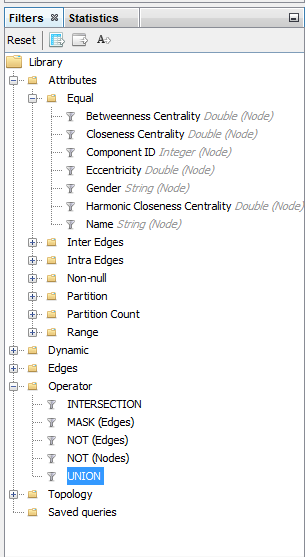 Filters Statistics
Reset A
Library
Attributes
Equal
Betweenness Centrality Double (Node)
Closeness Centrality Double (Node)
Component ID Integer (Node)
Eccentricity Double (Node)
Gender String (Node)
Harmonic Closeness Centrality Double (Node)
Name String (Node)
Inter Edges
Intra Edges
Non-null
Partition
Partition Count
Range
Dynamic
Edges
Operator
INTERSECTION
MASK (Edges)
NOT (Edges)
NOT (Nodes)
UNION
Topology
Saved queries